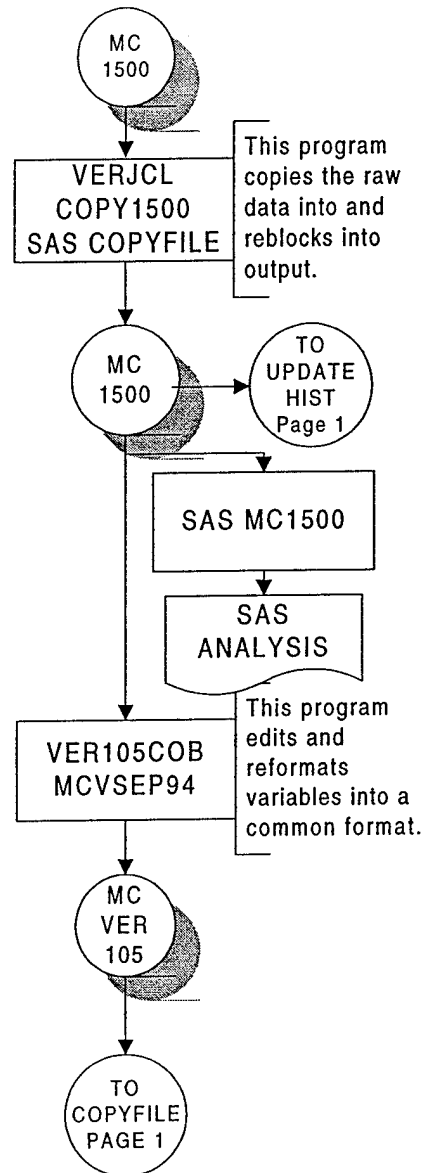 MC
1500
VERJCL
COPY1500
SAS COPYFILE
This program
copies the raw
data into and
reblocks into
output.
MC
1500
TO
UPDATE
HIST
Page 1
SAS MC1500
SAS
ANALYSIS
VER105COB
MCVSEP94
This program
edits and
reformats
variables into a
common format.
MC
VER
105
TO
COPYFILE
PAGE 1